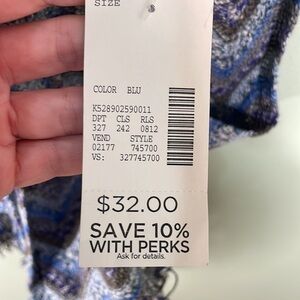 SIZE
COLOR BLU
K528902590011
DPT CLS RLS
327 242 0812
VEND STYLE
02177 745700
VS: 327745700
$32.00
SAVE 10%
WITH PERKS
Ask for details.